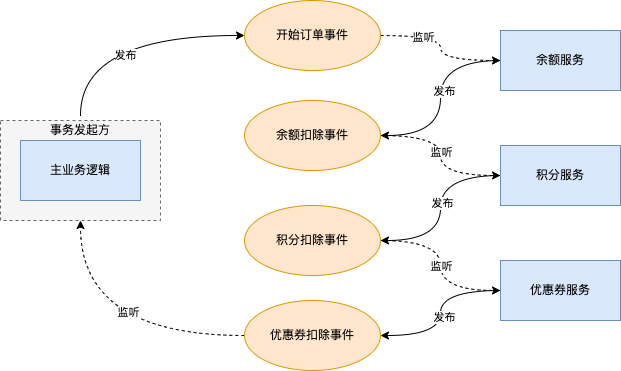 开始订单事件
监听
余额服务
发布
发布
事务发起方
主业务逻辑
余额扣除事件
监听
积分服务
发布
积分扣除事件
监听
优惠券服务
监听
优惠券扣除事件
发布